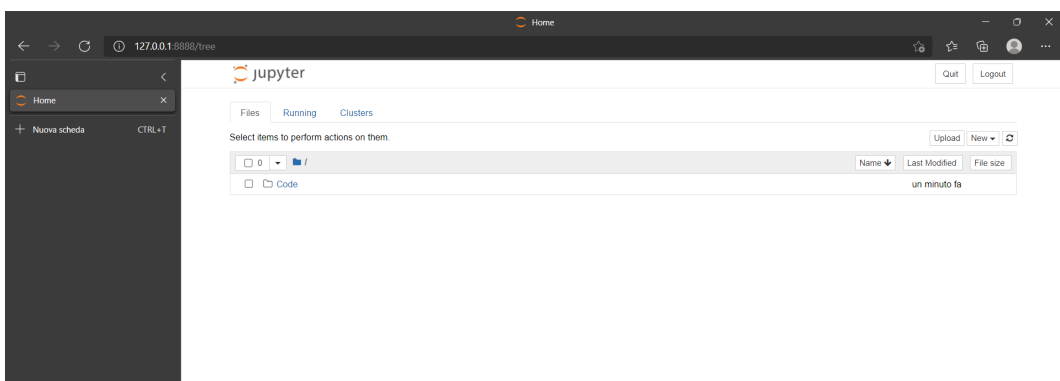 Home
127.0.0.1:8888/tree
Home
Nuova scheda CTRL+T
jupyter
Quit Logout
Files Running Clusters
Select items to perform actions on them.
Upload New
0 /
Name Last Modified File size
Code
un minuto fa